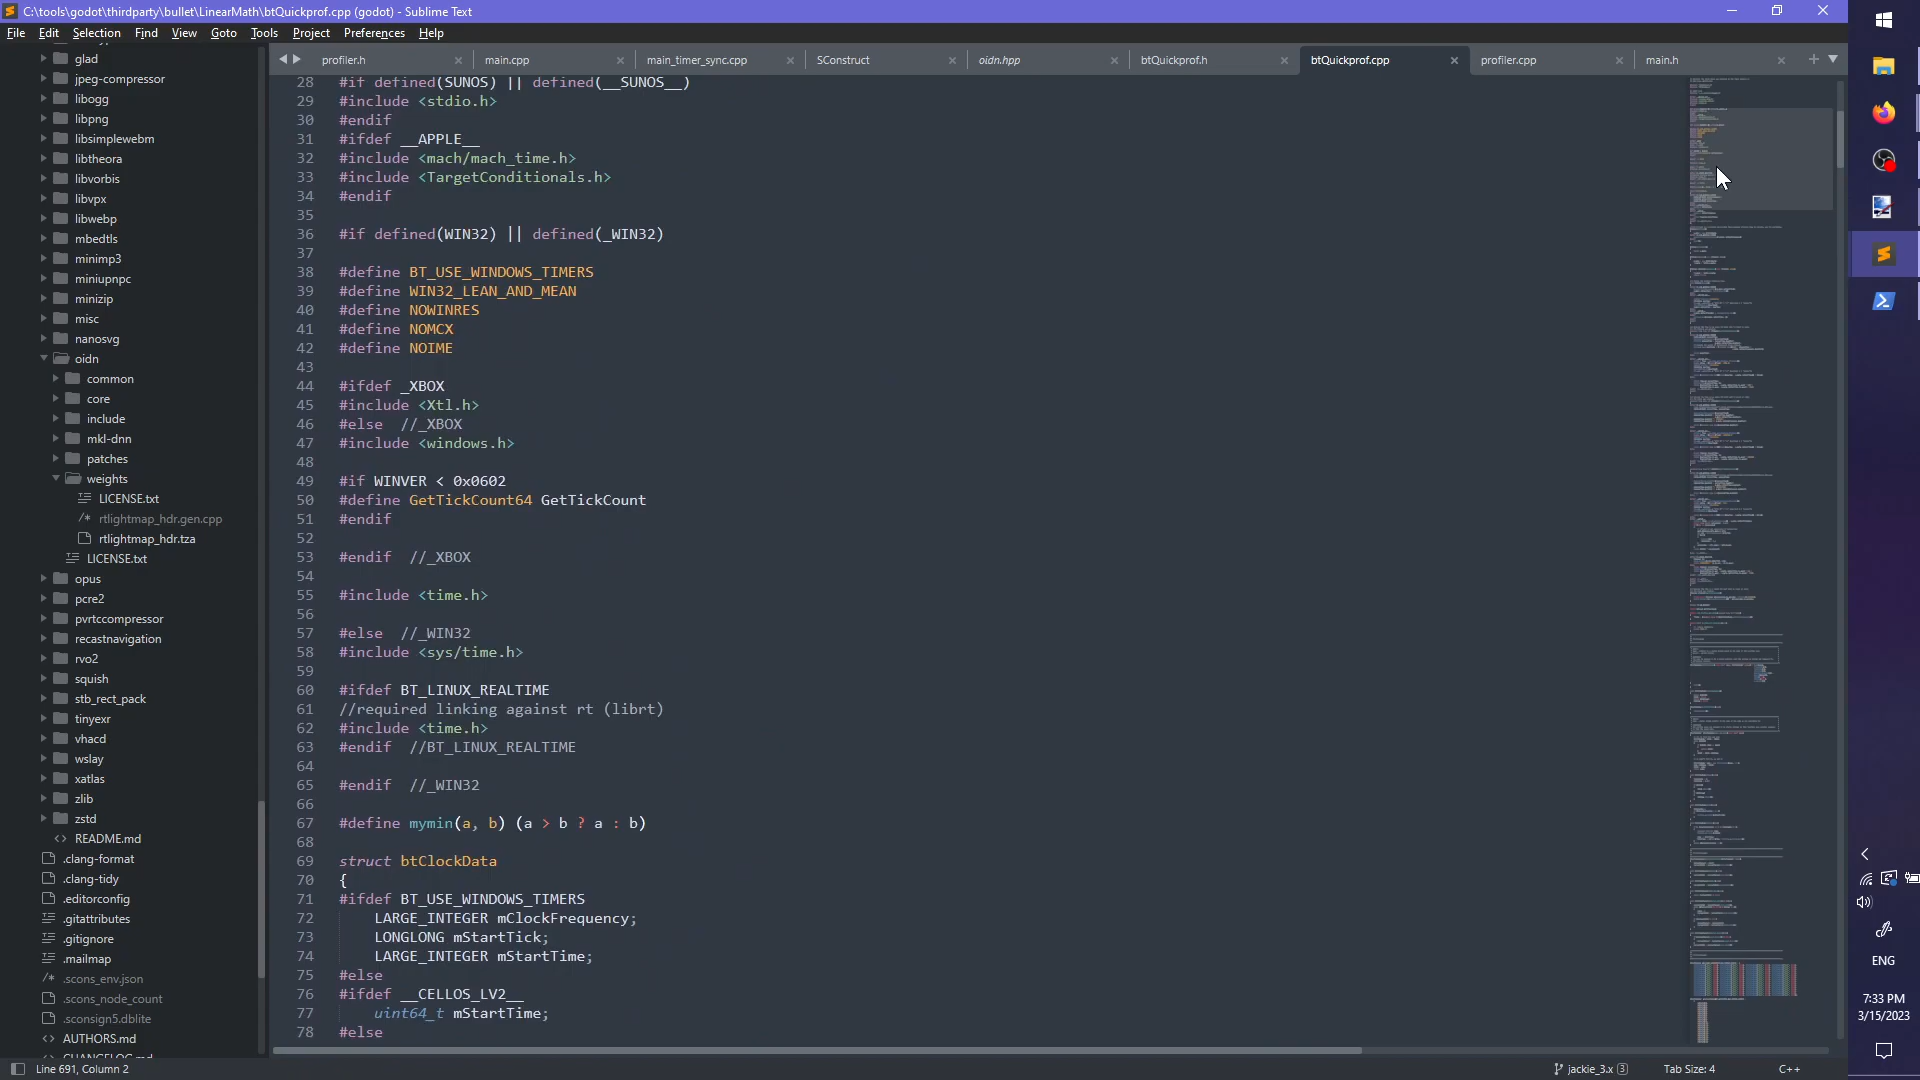 C:\tools\godot\thirdparty\bullet\LinearMath\btQuickprof.cpp (godot) - Sublime Text
File Edit Selection Find View Goto Tools Project Preferences Help
profiler.h main.cpp main_timer_sync.cpp SConstruct oidn.hpp btQuickprof.h btQuickprof.cpp profiler.cpp main.h
glad
jpeg-compressor
libogg
libpng
libsimplewebm
libtheora
libvorbis
libvpx
libwebp
mbedtls
minimp3
miniupnpc
minizip
misc
nanosvg
oidn
common
core
include
mkl-dnn
patches
weights
LICENSE.txt
rtlightmap_hdr.gen.cpp
rtlightmap_hdr.tza
LICENSE.txt
opus
pcre2
pvrtccompressor
recastnavigation
rvo2
squish
stb_rect_pack
tinyexr
vhacd
wslay
xatlas
zlib
zstd
README.md
.clang-format
.clang-tidy
.editorconfig
.gitattributes
.gitignore
.mailmap
.scons_env.json
.scons_node_count
.sconsign5.dblite
AUTHORS.md
CHANGELOG.md
28 #if defined(SUNOS) || defined(__SUNOS__)
29 #include <stdio.h>
30 #endif
31 #ifdef __APPLE__
32 #include <mach/mach_time.h>
33 #include <TargetConditionals.h>
34 #endif
35
36 #if defined(WIN32) || defined(_WIN32)
37
38 #define BT_USE_WINDOWS_TIMERS
39 #define WIN32_LEAN_AND_MEAN
40 #define NOWINRES
41 #define NOMCX
42 #define NOIME
43
44 #ifdef _XBOX
45 #include <Xtl.h>
46 #else  //_XBOX
47 #include <windows.h>
48
49 #if WINVER < 0x0602
50 #define GetTickCount64 GetTickCount
51 #endif
52
53 #endif  //_XBOX
54
55 #include <time.h>
56
57 #else  //_WIN32
58 #include <sys/time.h>
59
60 #ifdef BT_LINUX_REALTIME
61 //required linking against rt (librt)
62 #include <time.h>
63 #endif  //BT_LINUX_REALTIME
64
65 #endif  //_WIN32
66
67 #define mymin(a, b) (a > b ? a : b)
68
69 struct btClockData
70 {
71 #ifdef BT_USE_WINDOWS_TIMERS
72     LARGE_INTEGER mClockFrequency;
73     LONGLONG mStartTick;
74     LARGE_INTEGER mStartTime;
75 #else
76 #ifdef __CELLOS_LV2__
77     uint64_t mStartTime;
78 #else
Line 691, Column 2
jackie_3.x 3
Tab Size: 4
C++
ENG
7:33 PM
3/15/2023